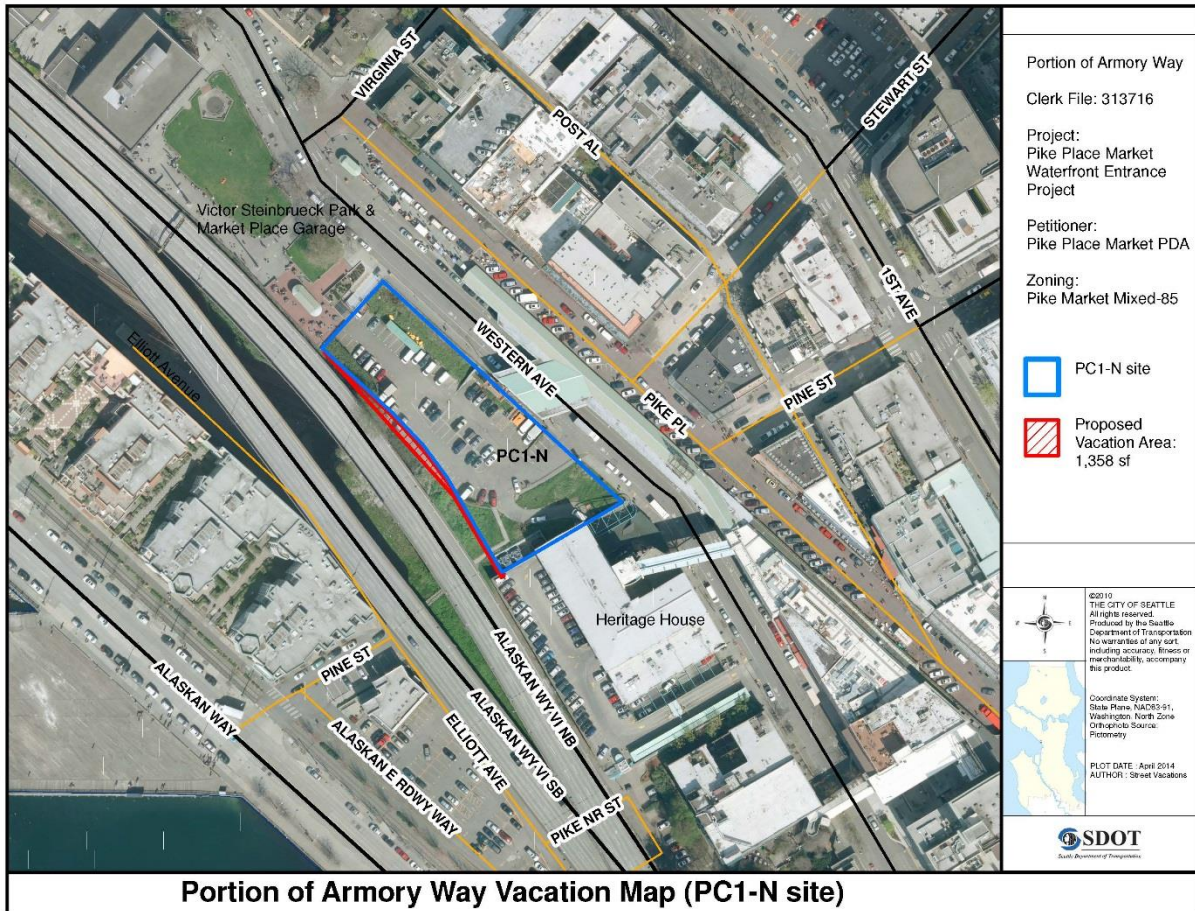 VIRGINIA ST
POST AL
STEWART ST
Victor Steinbrueck Park &
Market Place Garage
1ST AVE
WESTERN AVE
PIKE PL
PINE ST
Elliott Avenue
PC1-N
Heritage House
PINE ST
ALASKAN WAY
ALASKAN E RDWY WAY
ELLIOTT AVE
ALASKAN WY VI SB
ALASKAN WY VI NB
PIKE NR ST
Portion of Armory Way
Clerk File: 313716
Project:
Pike Place Market
Waterfront Entrance
Project
Petitioner:
Pike Place Market PDA
Zoning:
Pike Market Mixed-85
PC1-N site
Proposed
Vacation Area:
1,358 sf
N
W
E
S
©2010
THE CITY OF SEATTLE
All rights reserved.
Produced by the Seattle
Department of Transportation
No warranties of any sort,
including accuracy, fitness or
merchantability, accompany
this product.
Coordinate System:
State Plane, NAD83-91,
Washington, North Zone
Orthophoto Source:
Pictometry
PLOT DATE : April 2014
AUTHOR : Street Vacations
SDOT
Seattle Department of Transportation
Portion of Armory Way Vacation Map (PC1-N site)